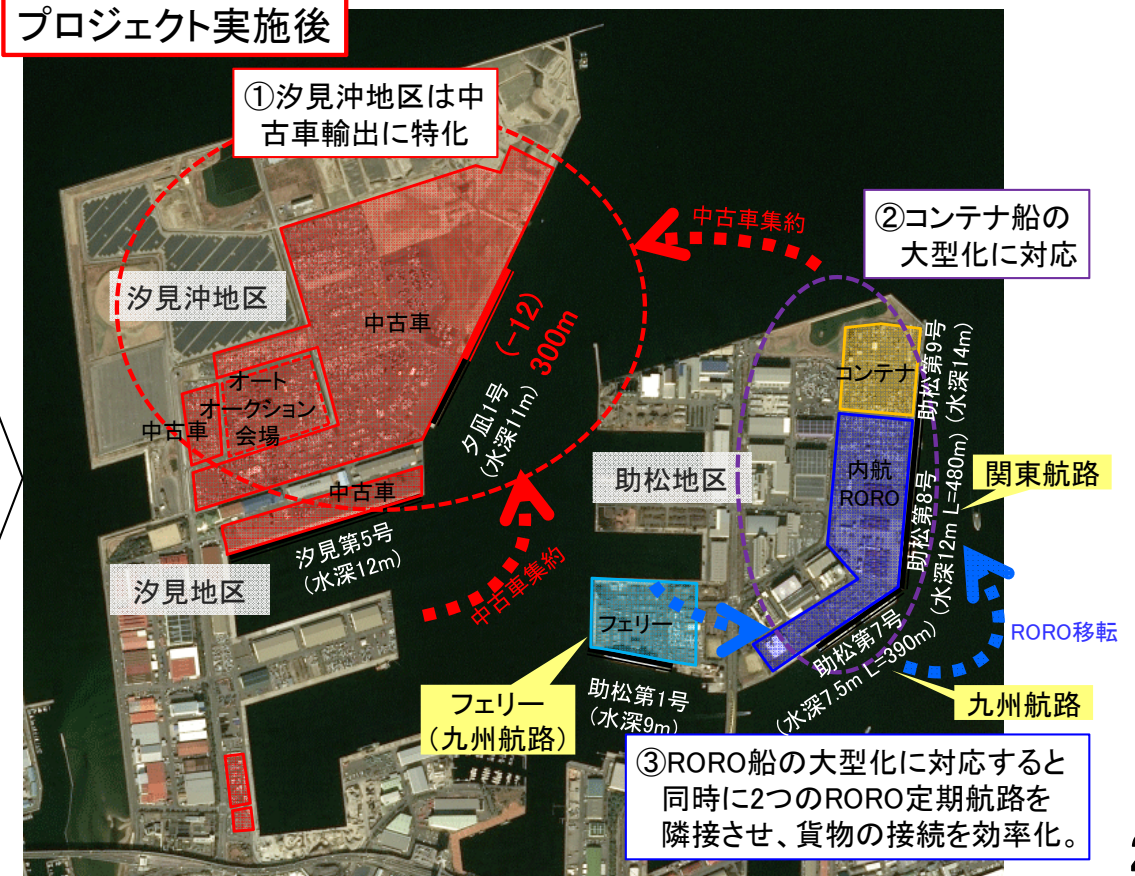 プロジェクト実施後
①汐見沖地区は中
古車輸出に特化
中古車集約
②コンテナ船の
大型化に対応
汐見沖地区
中古車
オート
オークション
会場
中古車
中古車
夕凪1号
(水深11m)
(-12)
300m
コンテナ
助松第9号
(水深14m)
内航
RORO
助松第8号
(水深12m L=480m)
関東航路
助松地区
汐見第5号
(水深12m)
中古車集約
汐見地区
フェリー
RORO移転
助松第7号
(水深7.5m L=390m)
助松第1号
(水深9m)
九州航路
フェリー
(九州航路)
③RORO船の大型化に対応すると
同時に2つのRORO定期航路を
隣接させ、貨物の接続を効率化。